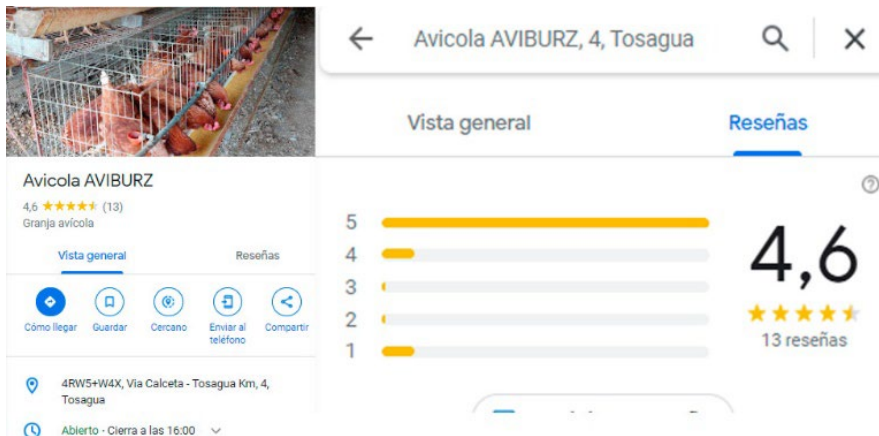 Avicola AVIBURZ
4,6 (13)
Granja avícola
Vista general Reseñas
Cómo llegar Guardar Cercano Enviar al teléfono Compartir
4RW5+W4X, Via Calceta - Tosagua Km, 4,
Tosagua
Abierto · Cierra a las 16:00
Avicola AVIBURZ, 4, Tosagua
Vista general Reseñas
5
4
3
2
1
4,6
13 reseñas